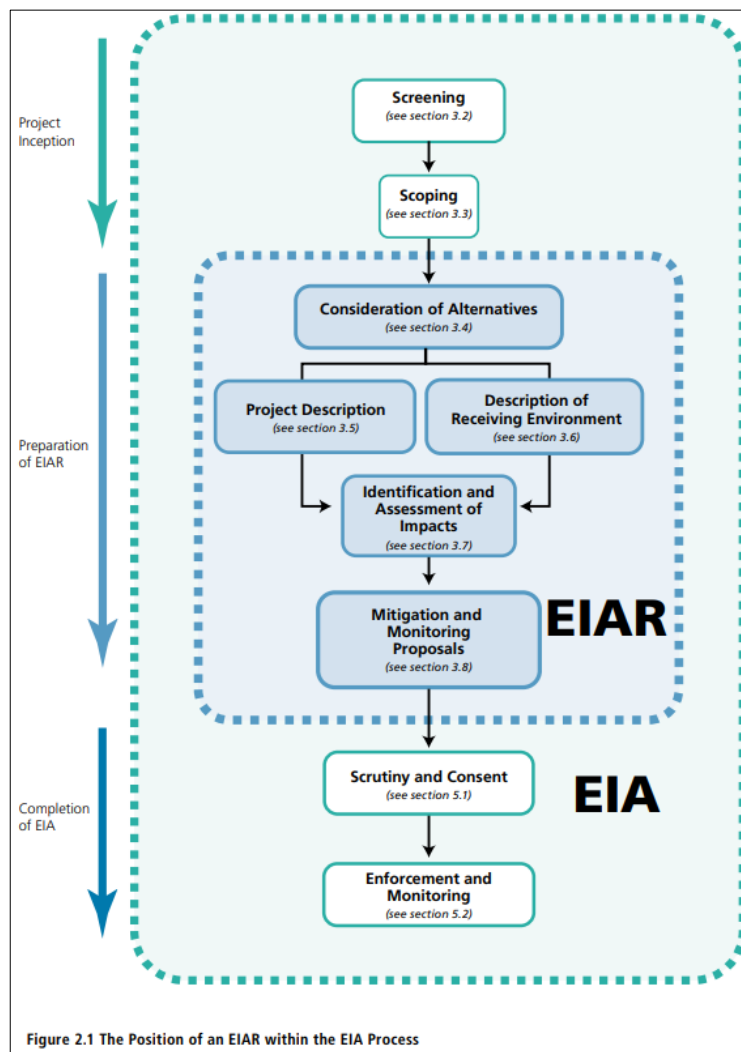 Screening
(see section 3.2)
Project
Inception
Scoping
(see section 3.3)
Consideration of Alternatives
(see section 3.4)
Project Description
(see section 3.5)
Description of
Receiving Environment
(see section 3.6)
Preparation
of EIAR
Identification and
Assessment of
Impacts
(see section 3.7)
Mitigation and
Monitoring
Proposals
(see section 3.8)
EIAR
Scrutiny and Consent
(see section 5.1)
EIA
Completion
of EIA
Enforcement and
Monitoring
(see section 5.2)
Figure 2.1 The Position of an EIAR within the EIA Process